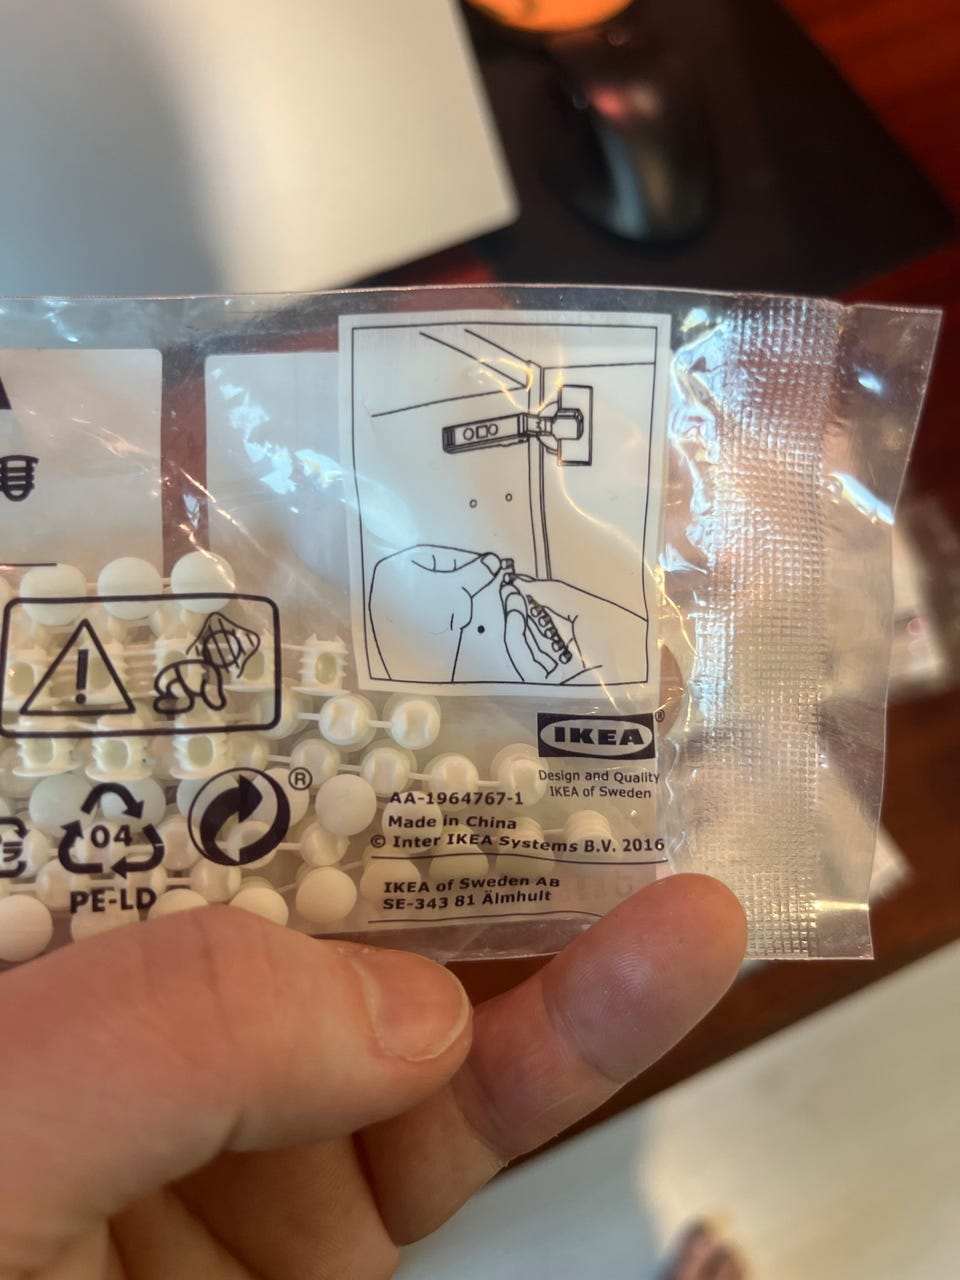 IKEA®
Design and Quality
IKEA of Sweden
AA-1964767-1
Made in China
© Inter IKEA Systems B.V. 2016
IKEA of Sweden AB
SE-343 81 Älmhult
®
04
PE-LD